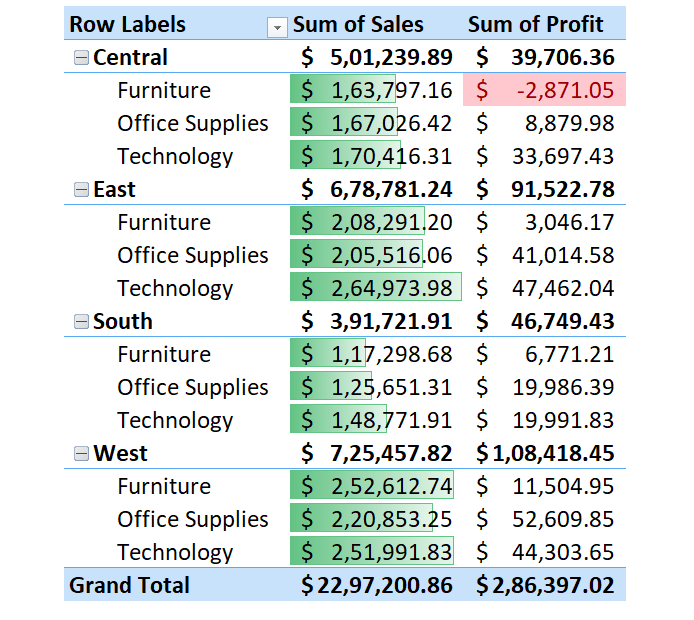 Row Labels Sum of Sales Sum of Profit
Central $ 5,01,239.89 $ 39,706.36
Furniture $ 1,63,797.16 $ -2,871.05
Office Supplies $ 1,67,026.42 $ 8,879.98
Technology $ 1,70,416.31 $ 33,697.43
East $ 6,78,781.24 $ 91,522.78
Furniture $ 2,08,291.20 $ 3,046.17
Office Supplies $ 2,05,516.06 $ 41,014.58
Technology $ 2,64,973.98 $ 47,462.04
South $ 3,91,721.91 $ 46,749.43
Furniture $ 1,17,298.68 $ 6,771.21
Office Supplies $ 1,25,651.31 $ 19,986.39
Technology $ 1,48,771.91 $ 19,991.83
West $ 7,25,457.82 $1,08,418.45
Furniture $ 2,52,612.74 $ 11,504.95
Office Supplies $ 2,20,853.25 $ 52,609.85
Technology $ 2,51,991.83 $ 44,303.65
Grand Total $22,97,200.86 $2,86,397.02